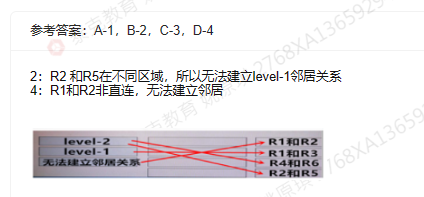 参考答案：A-1，B-2，C-3，D-4
2：R2 和R5在不同区域，所以无法建立level-1邻居关系
4：R1和R2非直连，无法建立邻居
level-2
R1和R2
level-1
R1和R3
无法建立邻居关系
R4和R6
R2和R5